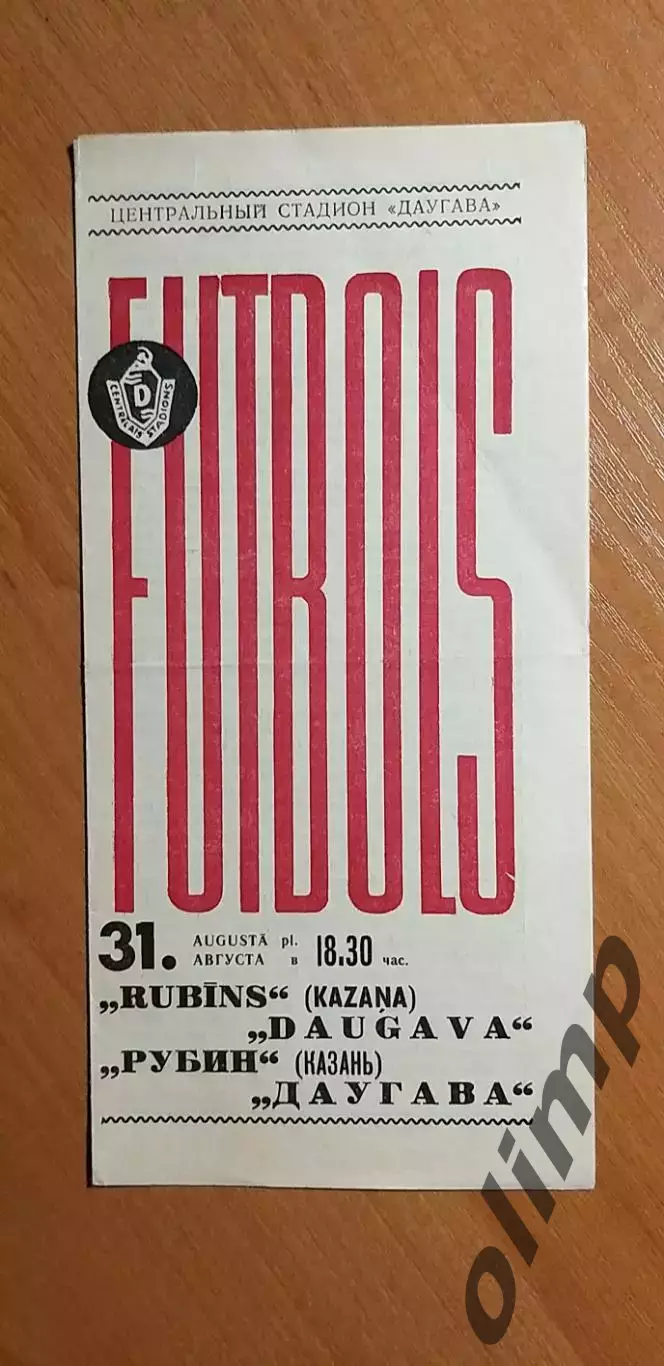 ЦЕНТРАЛЬНЫЙ СТАДИОН «ДАУГАВА»
FUTBOLS
D
CENTRĀLAIS STADIONS
31. AUGUSTĀ pl. 18.30
АВГУСТА в час.
„RUBĪNS“ (KAZAŅA)
„DAUGAVA“
„РУБИН“ (КАЗАНЬ)
„ДАУГАВА“
olimp